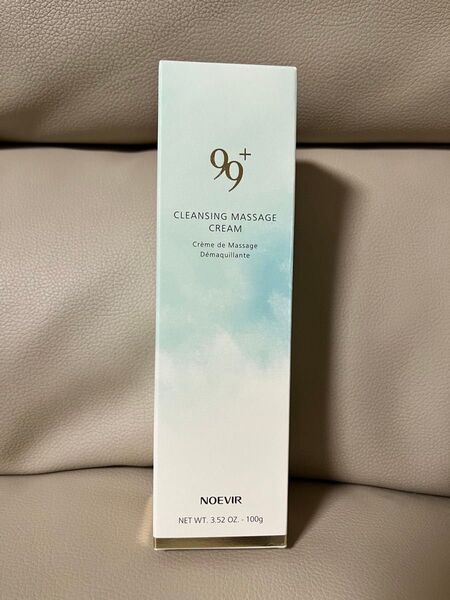 99+
CLEANSING MASSAGE
CREAM
Crème de Massage
Démaquillante
NOEVIR
NET WT. 3.52 OZ. - 100g